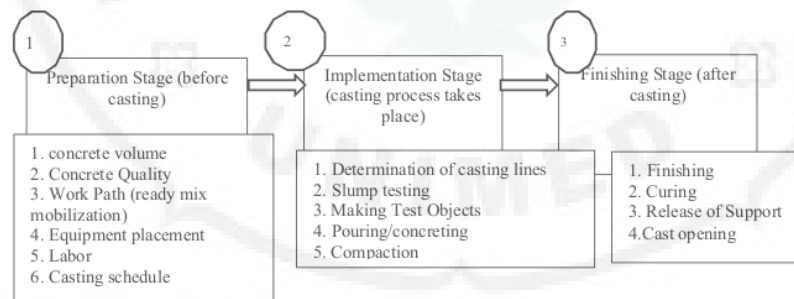 1
Preparation Stage (before
casting)
1. concrete volume
2. Concrete Quality
3. Work Path (ready mix
mobilization)
4. Equipment placement
5. Labor
6. Casting schedule
2
Implementation Stage
(casting process takes
place)
1. Determination of casting lines
2. Slump testing
3. Making Test Objects
4. Pouring/concreting
5. Compaction
3
Finishing Stage (after
casting)
1. Finishing
2. Curing
3. Release of Support
4.Cast opening
UNIMED